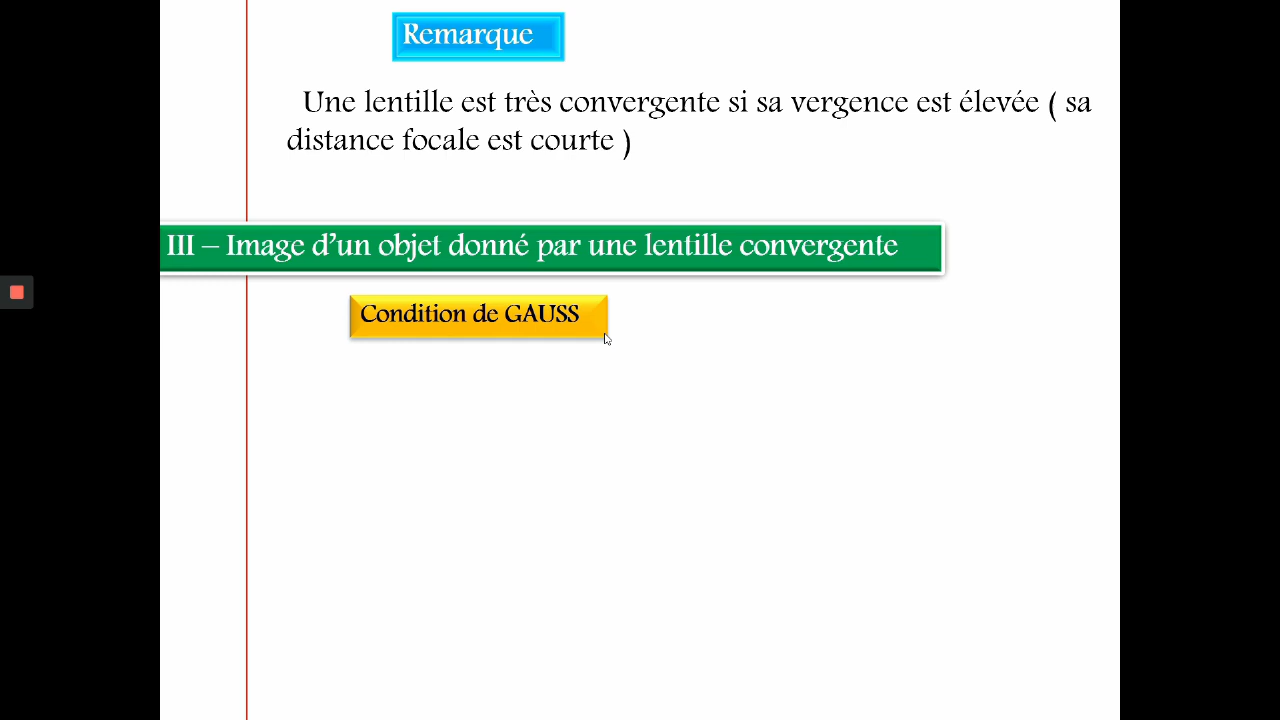 Remarque
Une lentille est très convergente si sa vergence est élevée ( sa
distance focale est courte )
III – Image d'un objet donné par une lentille convergente
Condition de GAUSS